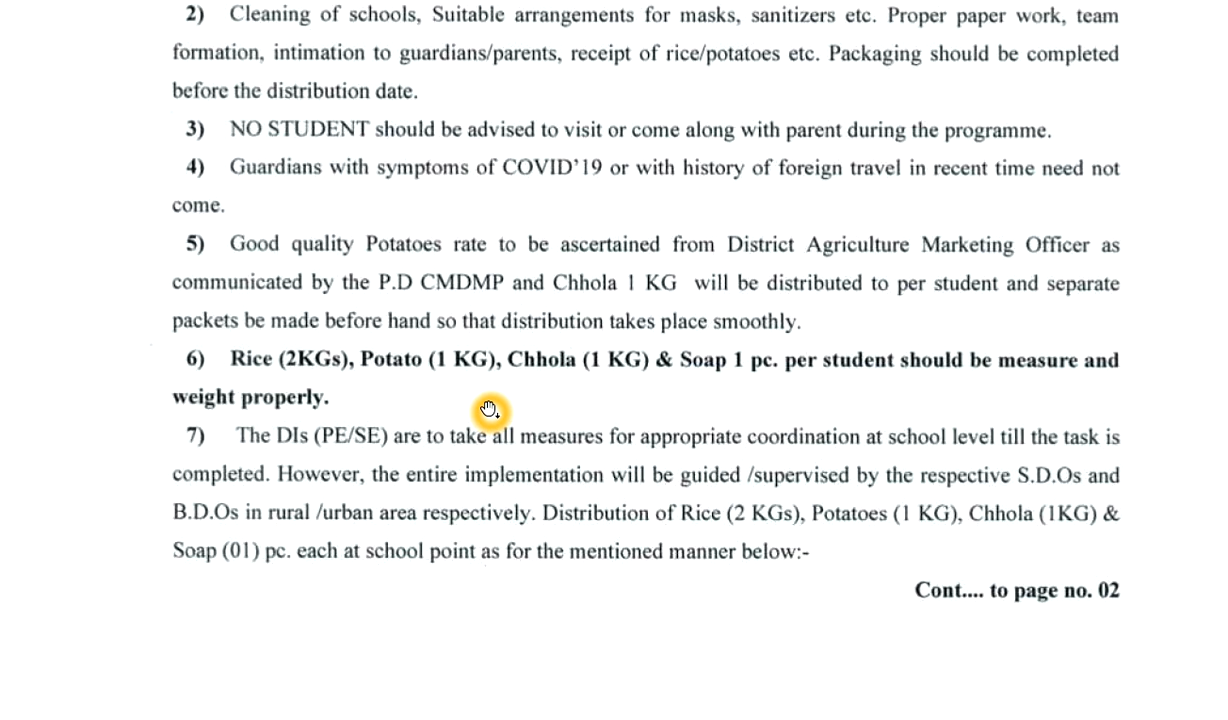 2) Cleaning of schools, Suitable arrangements for masks, sanitizers etc. Proper paper work, team
formation, intimation to guardians/parents, receipt of rice/potatoes etc. Packaging should be completed
before the distribution date.
3) NO STUDENT should be advised to visit or come along with parent during the programme.
4) Guardians with symptoms of COVID'19 or with history of foreign travel in recent time need not
come.
5) Good quality Potatoes rate to be ascertained from District Agriculture Marketing Officer as
communicated by the P.D CMDMP and Chhola 1 KG will be distributed to per student and separate
packets be made before hand so that distribution takes place smoothly.
6) Rice (2KGs), Potato (1 KG), Chhola (1 KG) & Soap 1 pc. per student should be measure and
weight properly.
7) The DIs (PE/SE) are to take all measures for appropriate coordination at school level till the task is
completed. However, the entire implementation will be guided /supervised by the respective S.D.Os and
B.D.Os in rural /urban area respectively. Distribution of Rice (2 KGs), Potatoes (1 KG), Chhola (1KG) &
Soap (01) pc. each at school point as for the mentioned manner below:-
Cont.... to page no. 02